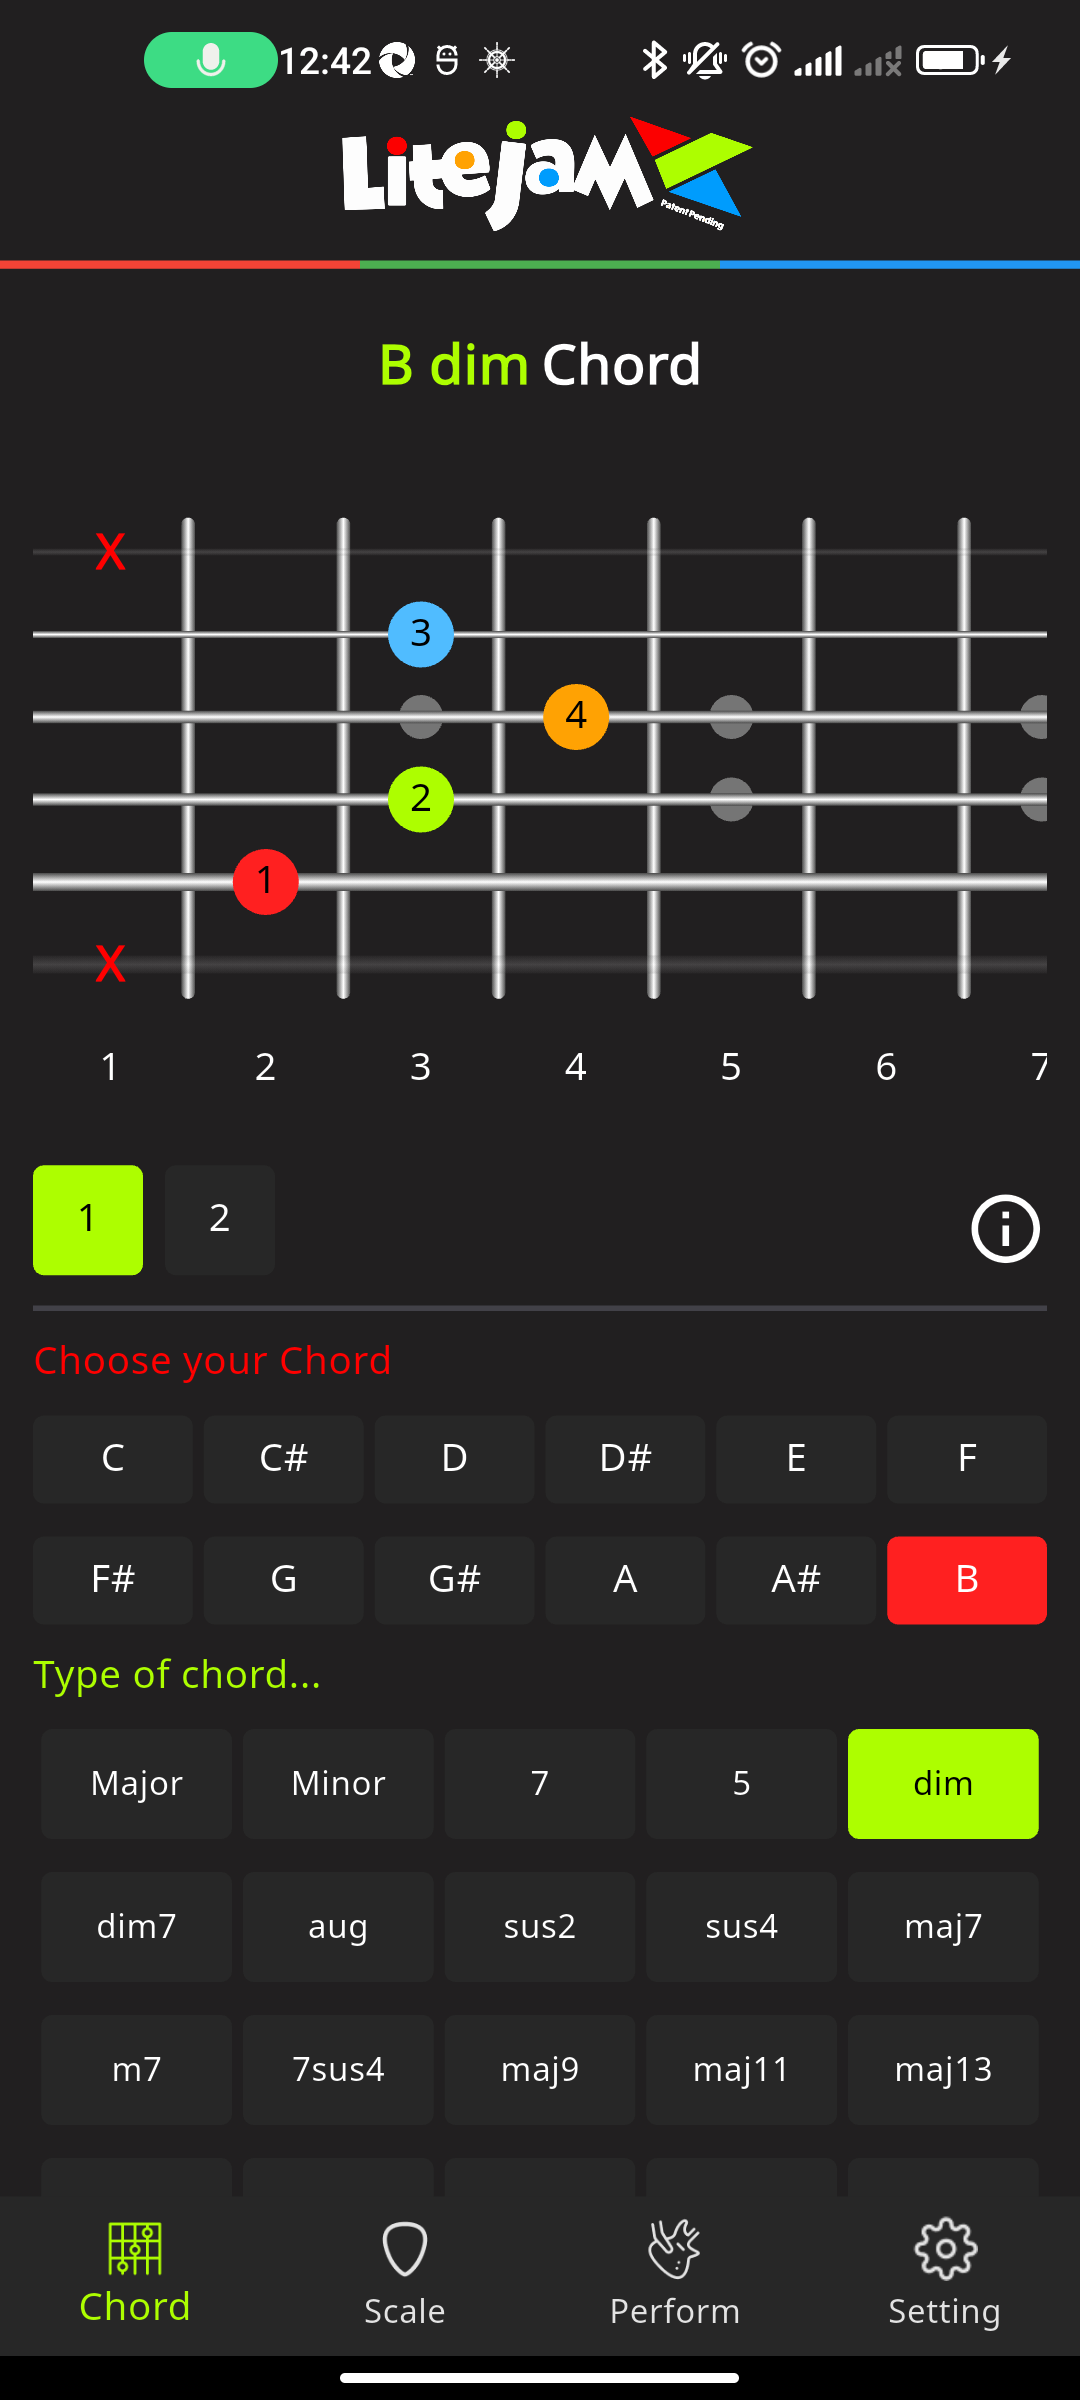 12:42
LiteJam
Patent Pending
B dim Chord
X
3
4
2
1
X
1 2 3 4 5 6 7
1 2
Choose your Chord
C C# D D# E F
F# G G# A A# B
Type of chord...
Major Minor 7 5 dim
dim7 aug sus2 sus4 maj7
m7 7sus4 maj9 maj11 maj13
Chord Scale Perform Setting